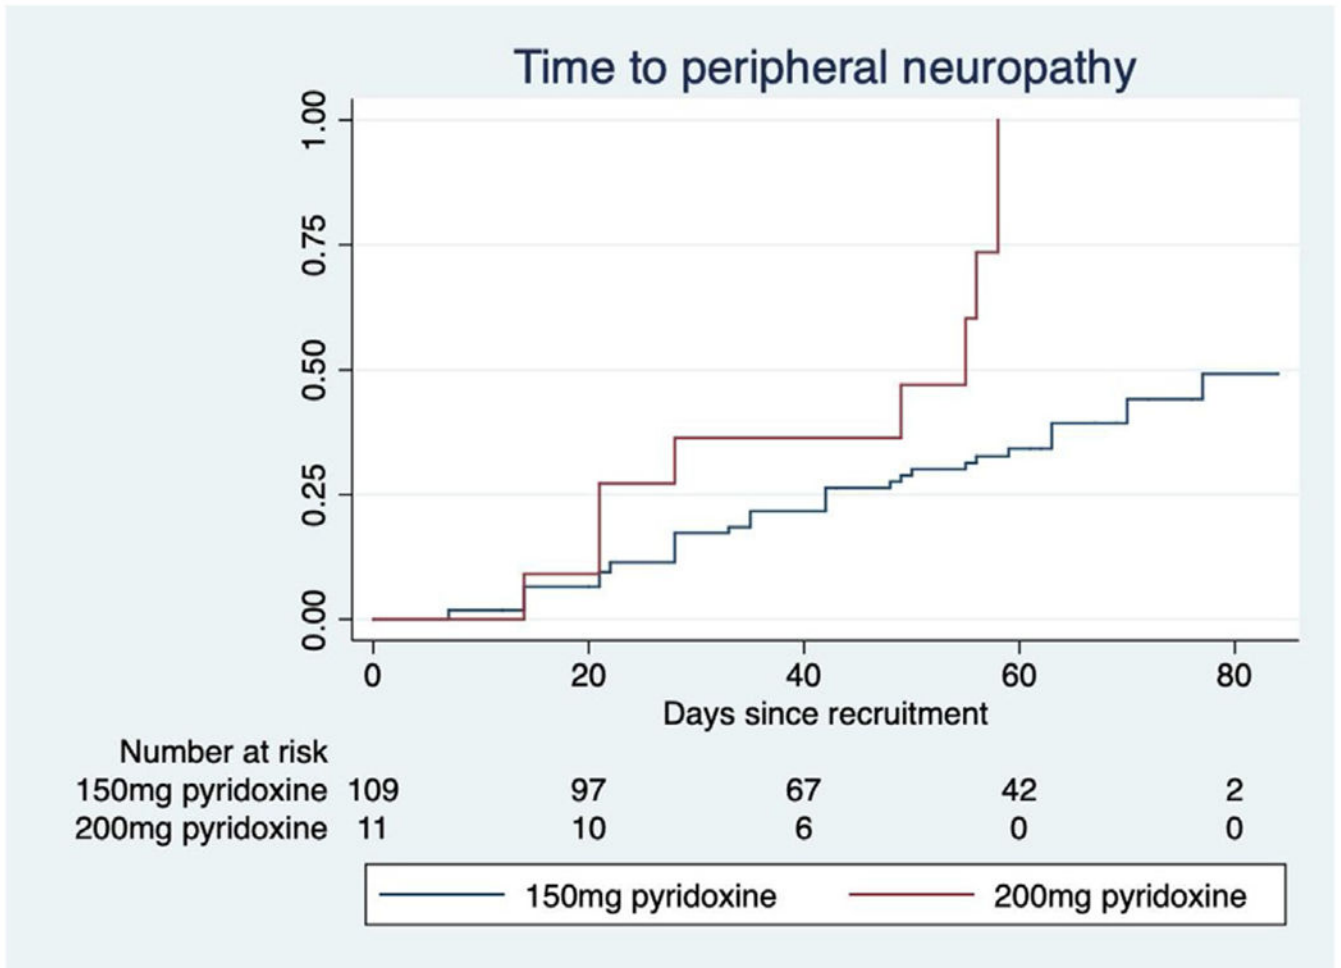 Time to peripheral neuropathy
1.00
0.75
0.50
0.25
0.00
0 20 40 60 80
Days since recruitment
Number at risk
150mg pyridoxine 109 97 67 42 2
200mg pyridoxine 11 10 6 0 0
150mg pyridoxine 200mg pyridoxine